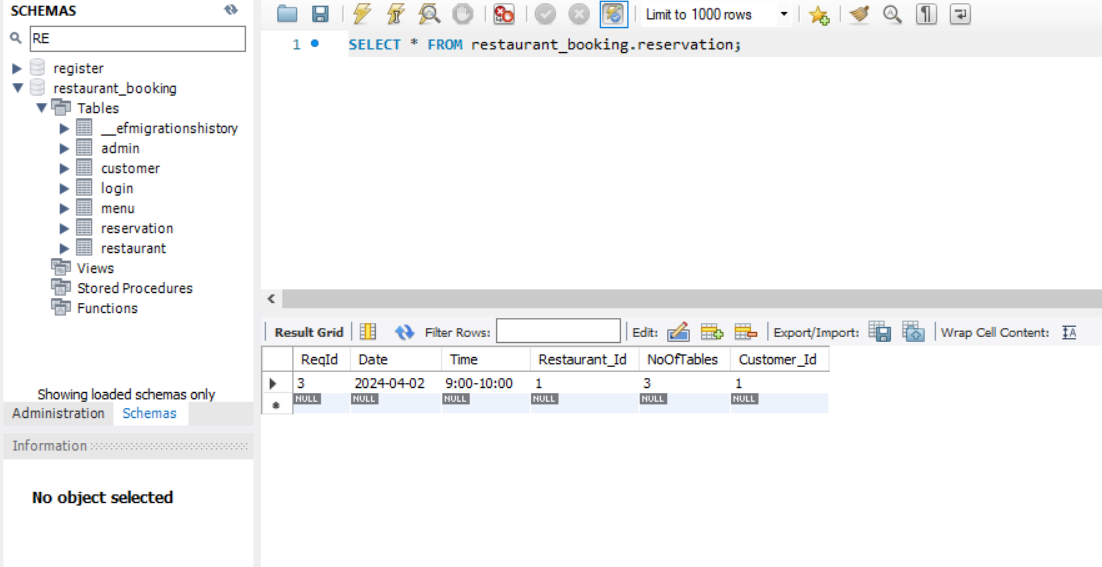 SCHEMAS
RE
register
restaurant_booking
Tables
__efmigrationshistory
admin
customer
login
menu
reservation
restaurant
Views
Stored Procedures
Functions
Showing loaded schemas only
Administration Schemas
Information
No object selected
Limit to 1000 rows
1 SELECT * FROM restaurant_booking.reservation;
Result Grid Filter Rows: Edit: Export/Import: Wrap Cell Content:
ReqId Date Time Restaurant_Id NoOfTables Customer_Id
3 2024-04-02 9:00-10:00 1 3 1
NULL NULL NULL NULL NULL NULL